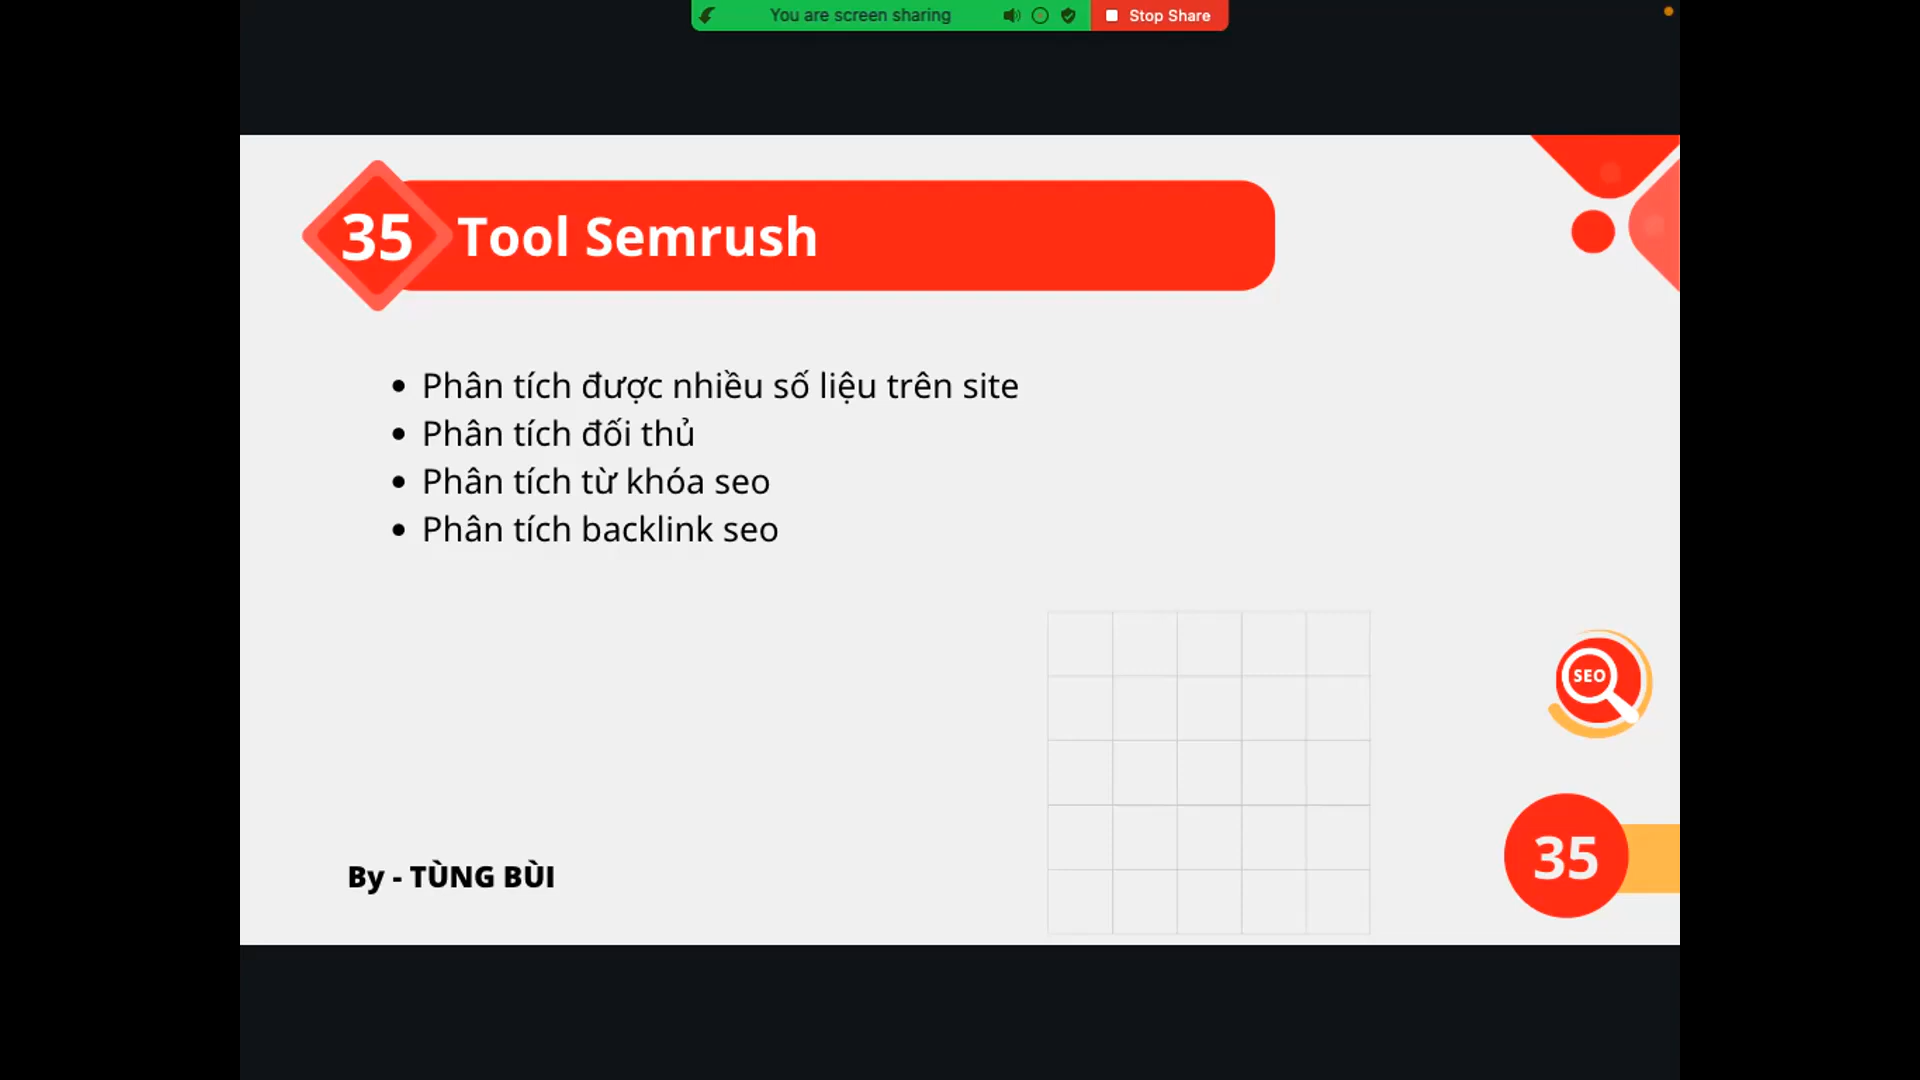 You are screen sharing
Stop Share
35
Tool Semrush
Phân tích được nhiều số liệu trên site
Phân tích đối thủ
Phân tích từ khóa seo
Phân tích backlink seo
SEO
35
By - TÙNG BÙI